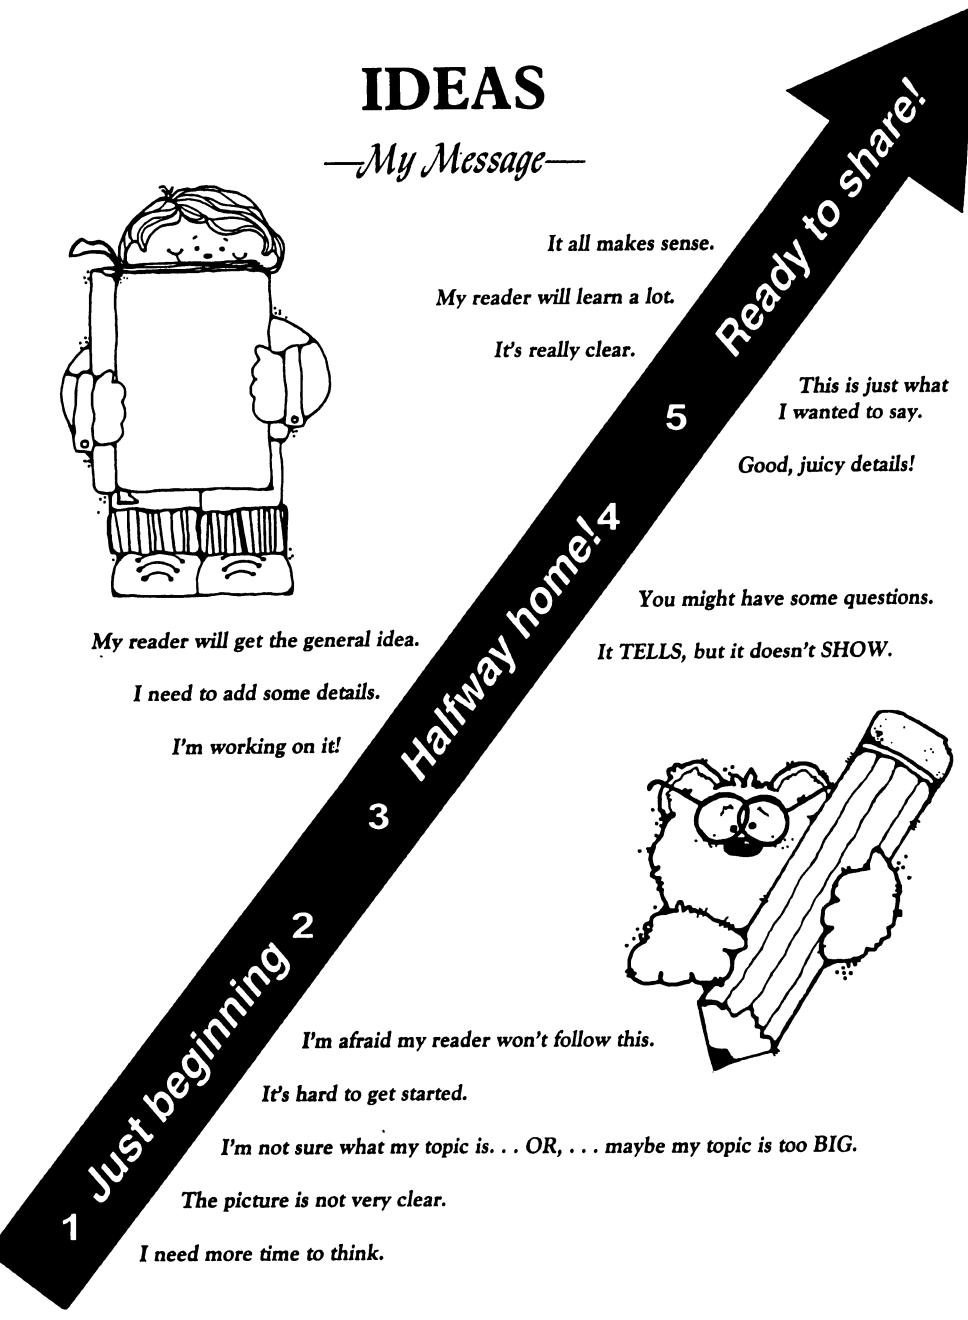 IDEAS
—My Message—
Ready to share!
It all makes sense.
My reader will learn a lot.
It's really clear.
This is just what
I wanted to say.
Good, juicy details!
5
4
Halfway home!
You might have some questions.
It TELLS, but it doesn't SHOW.
My reader will get the general idea.
I need to add some details.
I'm working on it!
3
2
Just beginning
I'm afraid my reader won't follow this.
It's hard to get started.
I'm not sure what my topic is. . . OR, . . . maybe my topic is too BIG.
The picture is not very clear.
1
I need more time to think.